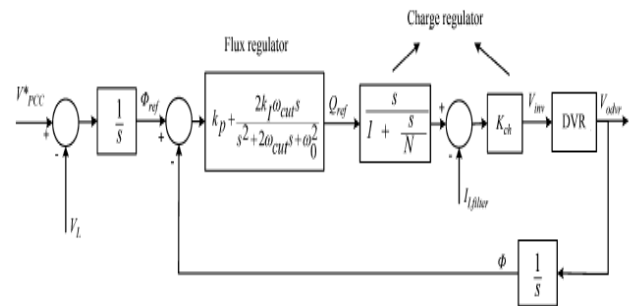 Charge regulator
Flux regulator
V*PCC
+
-
VL
1/s
Φref
+
-
kp + 2kIωcuts / (s² + 2ωcuts + ω0²)
Qref
s / (1 + s/N)
+
-
ILfilter
Kch
Vinv
DVR
Vodvr
Φ
1/s